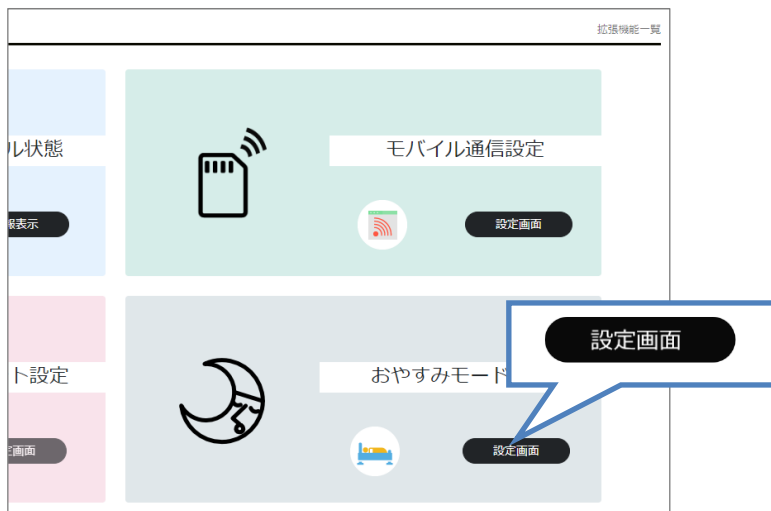 拡張機能一覧
ル状態
モバイル通信設定
報表示
設定画面
設定画面
ト設定
おやすみモード
定画面
設定画面